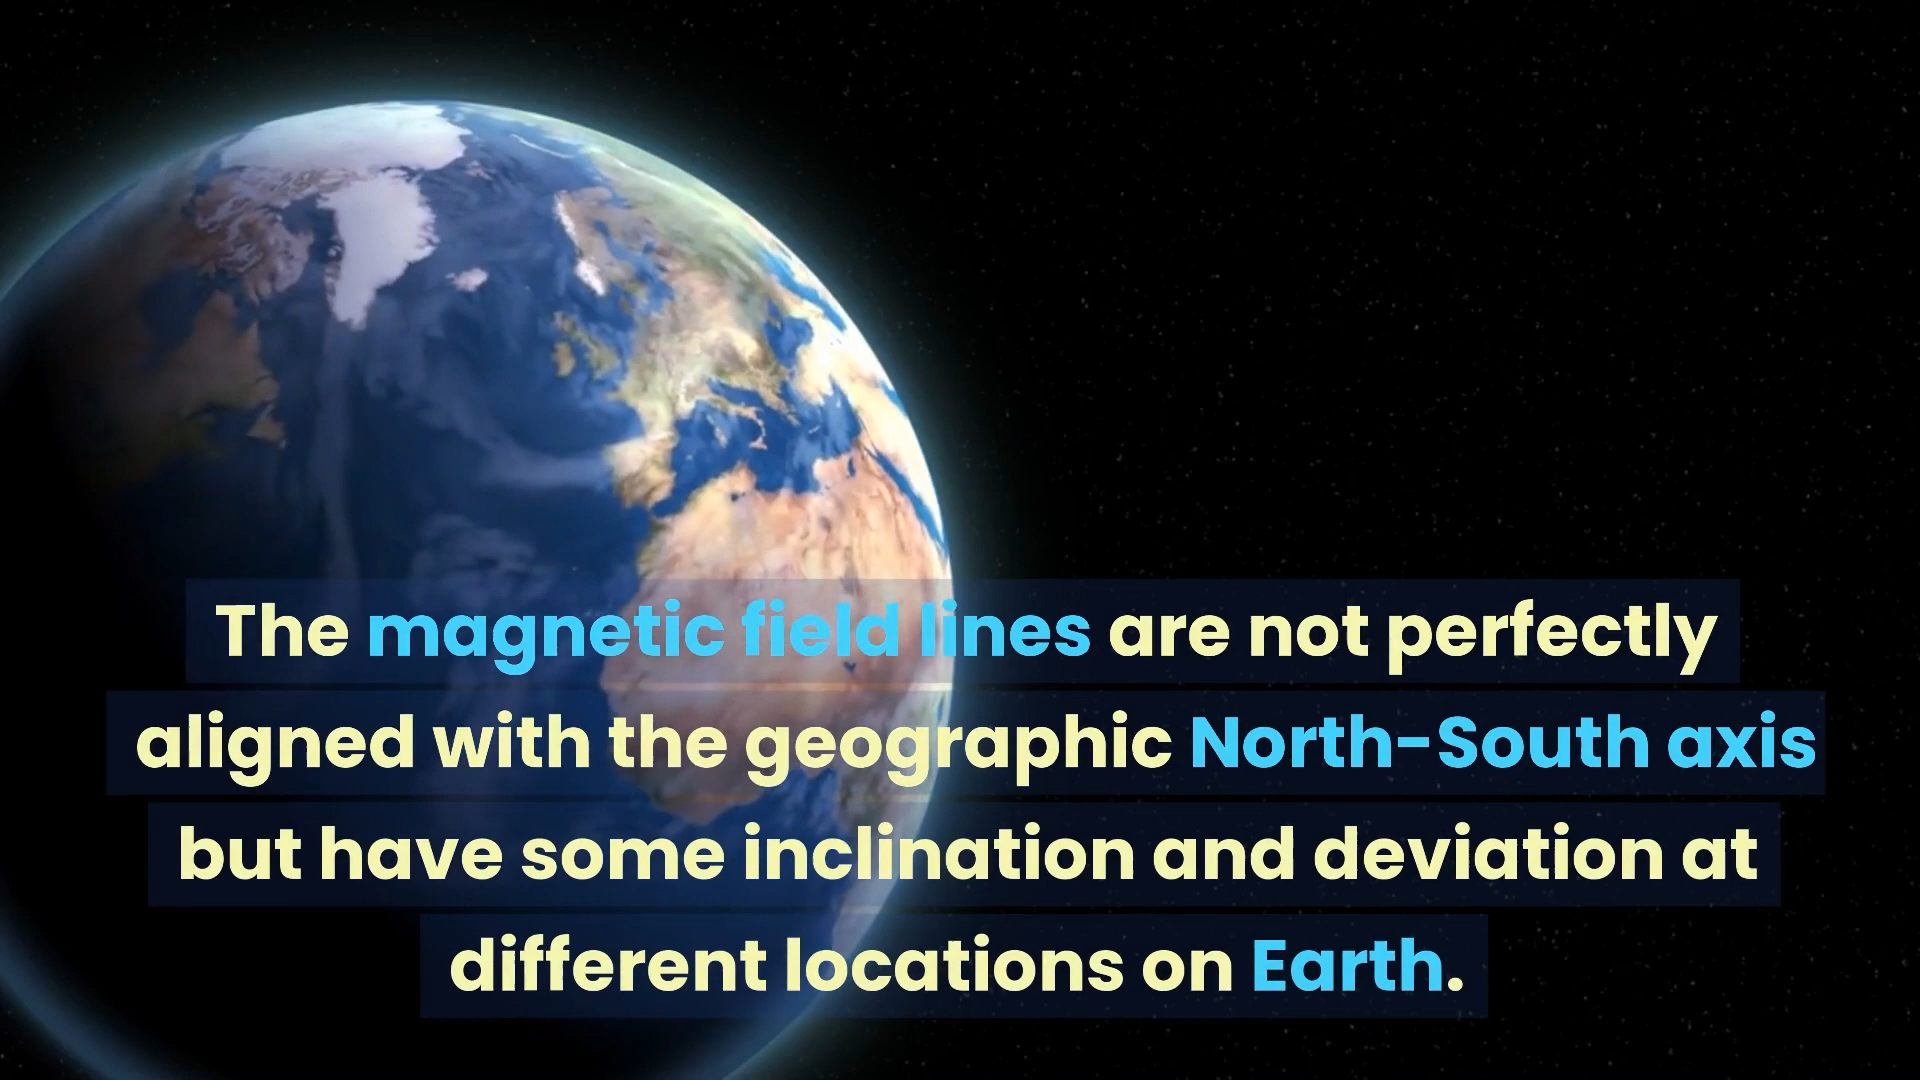 The magnetic field lines are not perfectly
aligned with the geographic North-South axis
but have some inclination and deviation at
different locations on Earth.